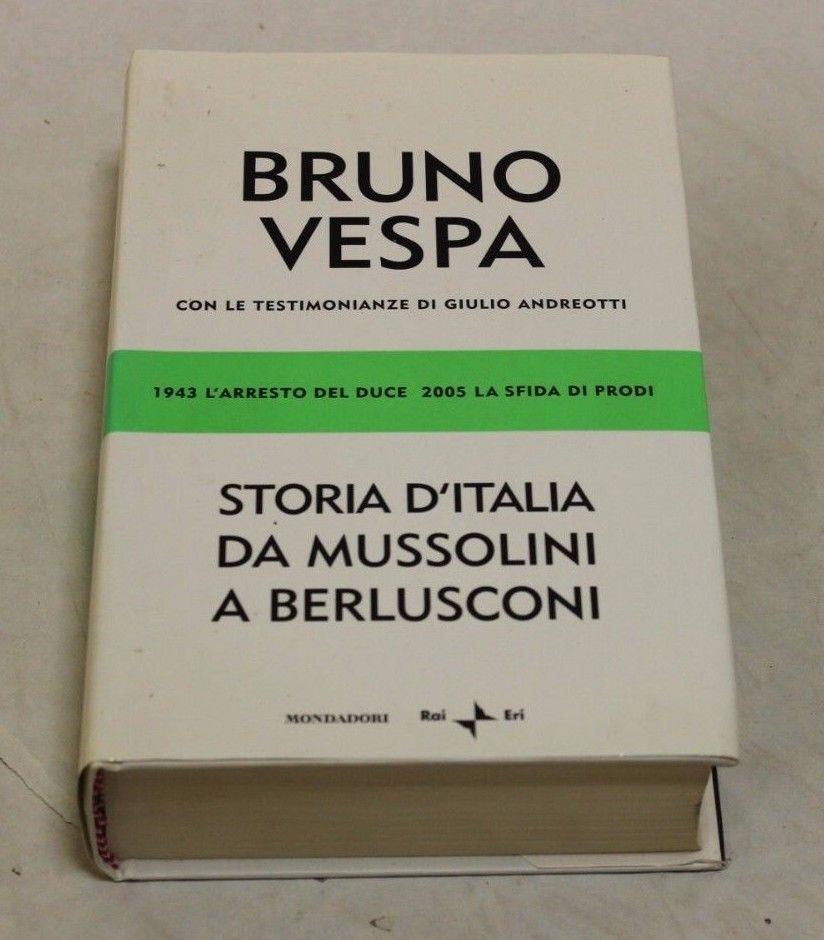 BRUNO
VESPA
CON LE TESTIMONIANZE DI GIULIO ANDREOTTI
1943 L'ARRESTO DEL DUCE 2005 LA SFIDA DI PRODI
STORIA D'ITALIA
DA MUSSOLINI
A BERLUSCONI
MONDADORI Rai Eri